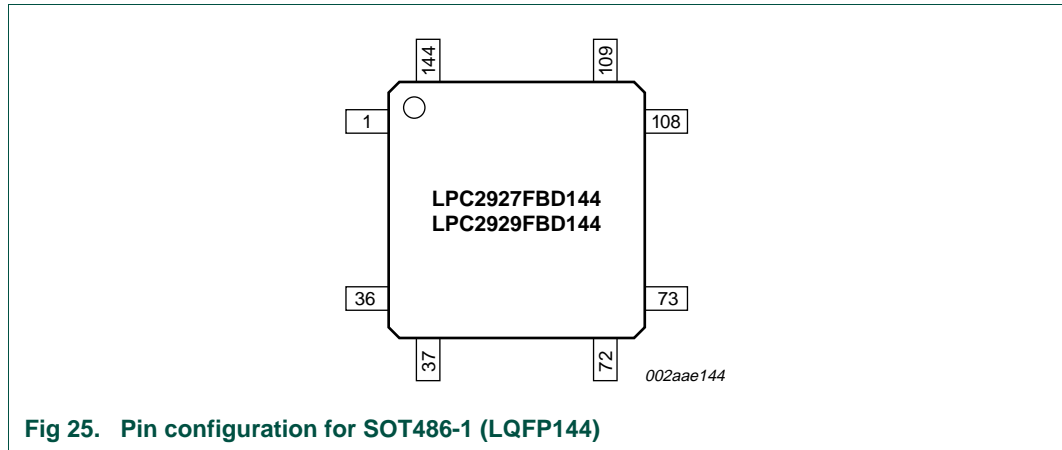 144
109
1
108
LPC2927FBD144
LPC2929FBD144
36
73
37
72
002aae144
Fig 25. Pin configuration for SOT486-1 (LQFP144)